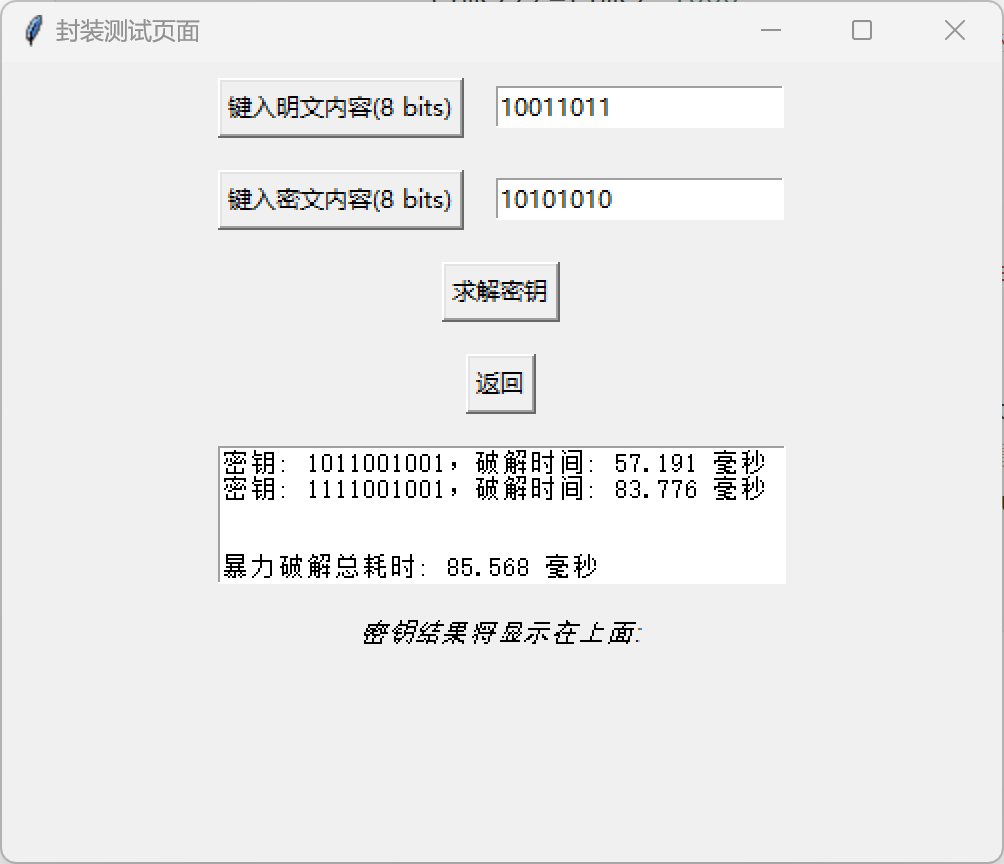 封装测试页面
键入明文内容(8 bits) 10011011
键入密文内容(8 bits) 10101010
求解密钥
返回
密钥: 1011001001，破解时间: 57.191 毫秒
密钥: 1111001001，破解时间: 83.776 毫秒
暴力破解总耗时: 85.568 毫秒
密钥结果将显示在上面: